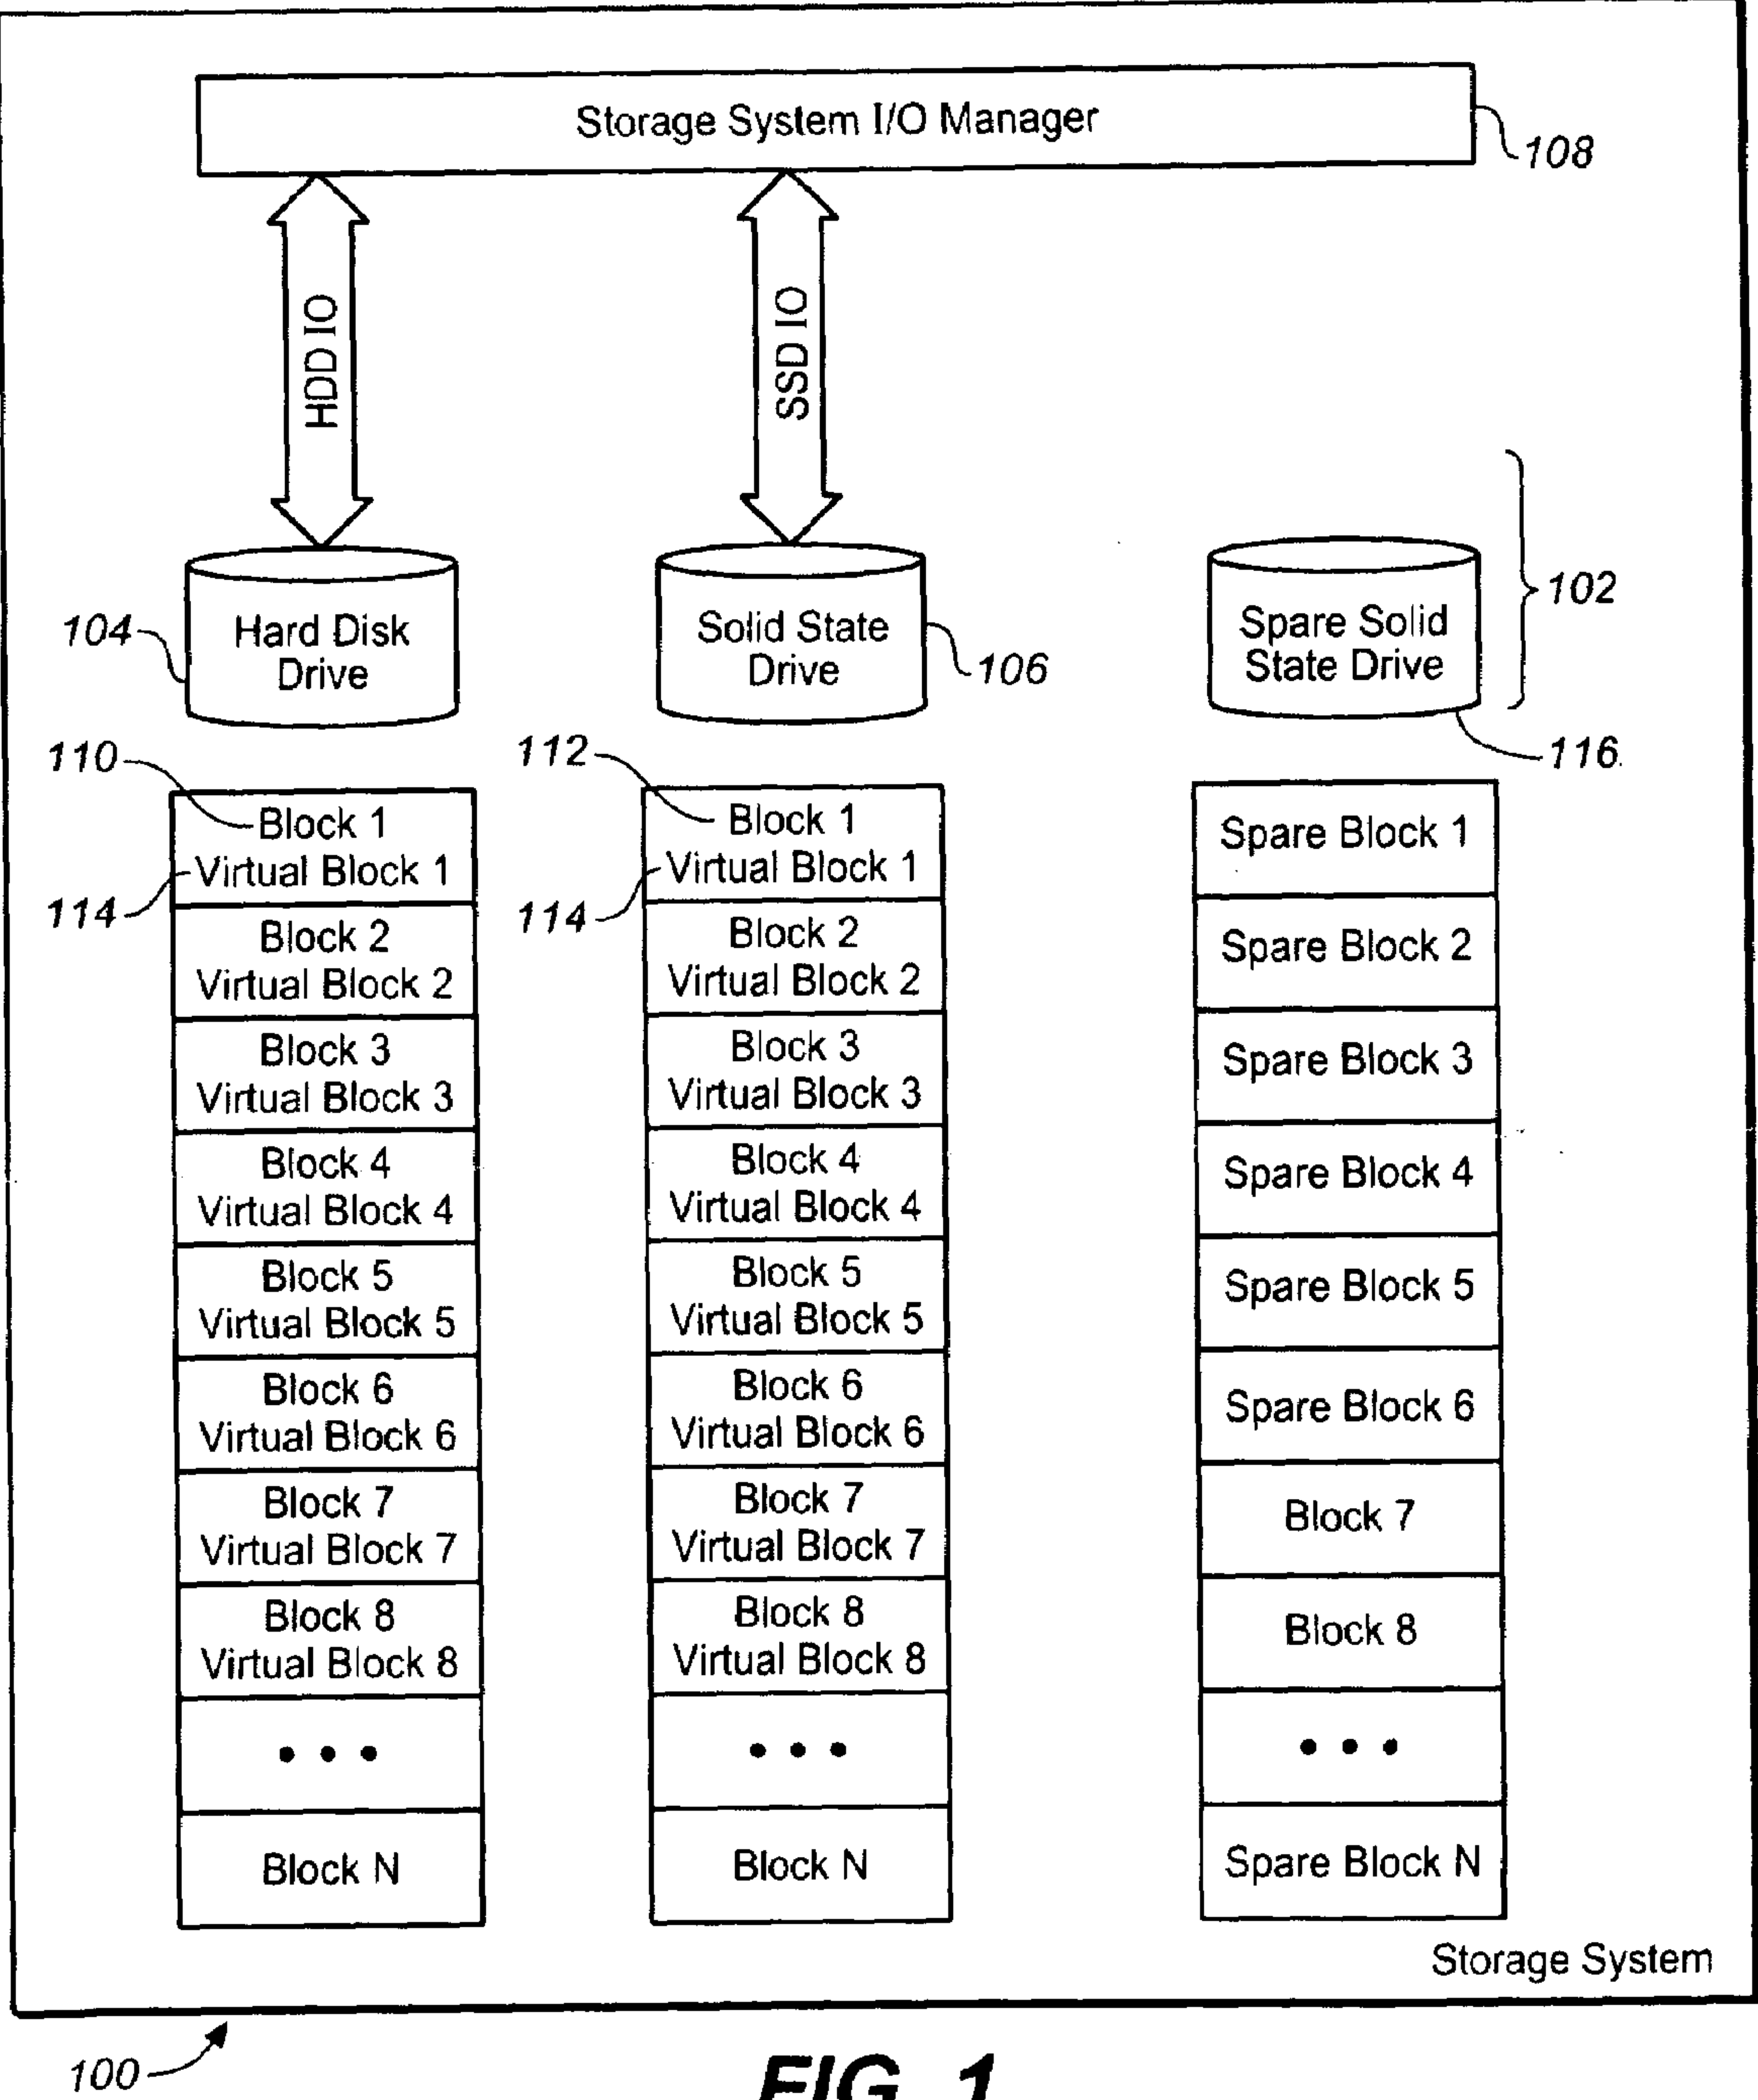 Storage System I/O Manager
108
HDD IO
SSD IO
102
104
Hard Disk
Drive
Solid State
Drive
106
Spare Solid
State Drive
116
110
Block 1
Virtual Block 1
114
Block 2
Virtual Block 2
Block 3
Virtual Block 3
Block 4
Virtual Block 4
Block 5
Virtual Block 5
Block 6
Virtual Block 6
Block 7
Virtual Block 7
Block 8
Virtual Block 8
• • •
Block N
112
Block 1
Virtual Block 1
114
Block 2
Virtual Block 2
Block 3
Virtual Block 3
Block 4
Virtual Block 4
Block 5
Virtual Block 5
Block 6
Virtual Block 6
Block 7
Virtual Block 7
Block 8
Virtual Block 8
• • •
Block N
Spare Block 1
Spare Block 2
Spare Block 3
Spare Block 4
Spare Block 5
Spare Block 6
Block 7
Block 8
• • •
Spare Block N
Storage System
100
FIG. 1